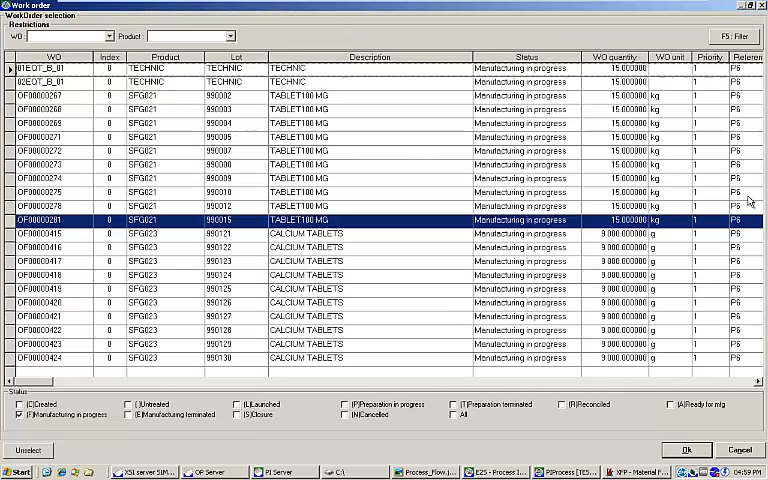 Work order
WorkOrder selection
Restrictions
WO : Product : F5 : Filter
WO Index Product Lot Description Status WO quantity WO unit Priority Referen
01EOT_B_01 0 TECHNIC TECHNIC TECHNIC Manufacturing in progress 15.000000 1 P6
02EOT_B_01 0 TECHNIC TECHNIC TECHNIC Manufacturing in progress 15.000000 1 P6
OF00000267 0 SFG021 990002 TABLET100 MG Manufacturing in progress 15.000000 kg 1 P6
OF00000268 0 SFG021 990003 TABLET100 MG Manufacturing in progress 15.000000 kg 1 P6
OF00000269 0 SFG021 990004 TABLET100 MG Manufacturing in progress 15.000000 kg 1 P6
OF00000271 0 SFG021 990005 TABLET100 MG Manufacturing in progress 15.000000 kg 1 P6
OF00000272 0 SFG021 990007 TABLET100 MG Manufacturing in progress 15.000000 kg 1 P6
OF00000273 0 SFG021 990008 TABLET100 MG Manufacturing in progress 15.000000 kg 1 P6
OF00000274 0 SFG021 990009 TABLET100 MG Manufacturing in progress 15.000000 kg 1 P6
OF00000275 0 SFG021 990010 TABLET100 MG Manufacturing in progress 15.000000 kg 1 P6
OF00000278 0 SFG021 990012 TABLET100 MG Manufacturing in progress 15.000000 kg 1 P6
OF00000281 0 SFG021 990015 TABLET100 MG Manufacturing in progress 15.000000 kg 1 P6
OF00000415 0 SFG023 990121 CALCIUM TABLETS Manufacturing in progress 9 000.000000 g 1 P6
OF00000416 0 SFG023 990122 CALCIUM TABLETS Manufacturing in progress 9 000.000000 g 1 P6
OF00000417 0 SFG023 990123 CALCIUM TABLETS Manufacturing in progress 9 000.000000 g 1 P6
OF00000418 0 SFG023 990124 CALCIUM TABLETS Manufacturing in progress 9 000.000000 g 1 P6
OF00000419 0 SFG023 990125 CALCIUM TABLETS Manufacturing in progress 9 000.000000 g 1 P6
OF00000420 0 SFG023 990126 CALCIUM TABLETS Manufacturing in progress 9 000.000000 g 1 P6
OF00000421 0 SFG023 990127 CALCIUM TABLETS Manufacturing in progress 9 000.000000 g 1 P6
OF00000422 0 SFG023 990128 CALCIUM TABLETS Manufacturing in progress 9 000.000000 g 1 P6
OF00000423 0 SFG023 990129 CALCIUM TABLETS Manufacturing in progress 9 000.000000 g 1 P6
OF00000424 0 SFG023 990130 CALCIUM TABLETS Manufacturing in progress 9 000.000000 g 1 P6
Status
(C)Created ( )Untreated (L)Launched (P)Preparation in progress (T)Preparation terminated (R)Reconciled (A)Ready for mfg
(F)Manufacturing in progress (E)Manufacturing terminated (S)Closure (N)Cancelled All
Unselect Ok Cancel
Start XSI server SIM... OP Server PI Server C:\ Process_Flow.j... E2S - Process I... PIProcess [TES... XFP - Material F... 04:59 PM